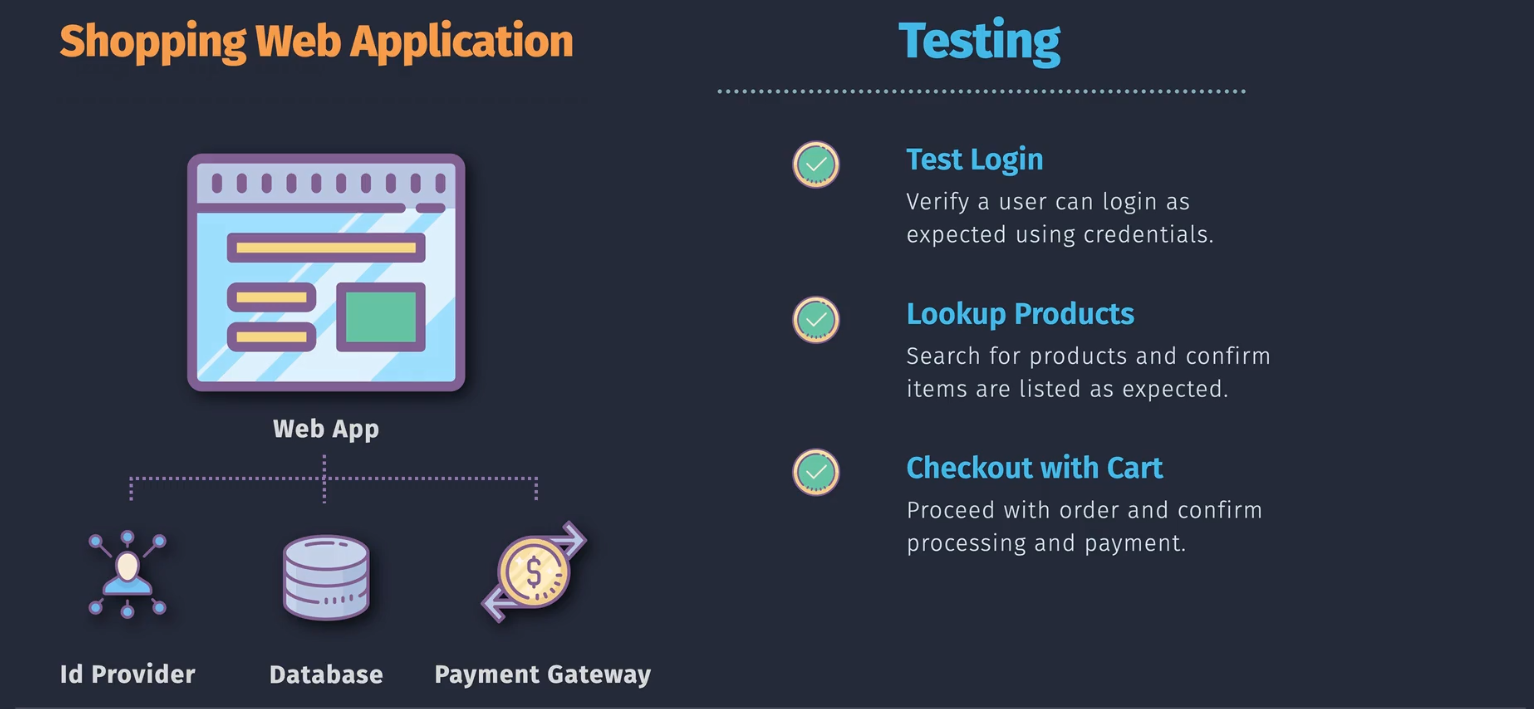 Shopping Web Application
Web App
Id Provider
Database
Payment Gateway
Testing
Test Login
Verify a user can login as
expected using credentials.
Lookup Products
Search for products and confirm
items are listed as expected.
Checkout with Cart
Proceed with order and confirm
processing and payment.